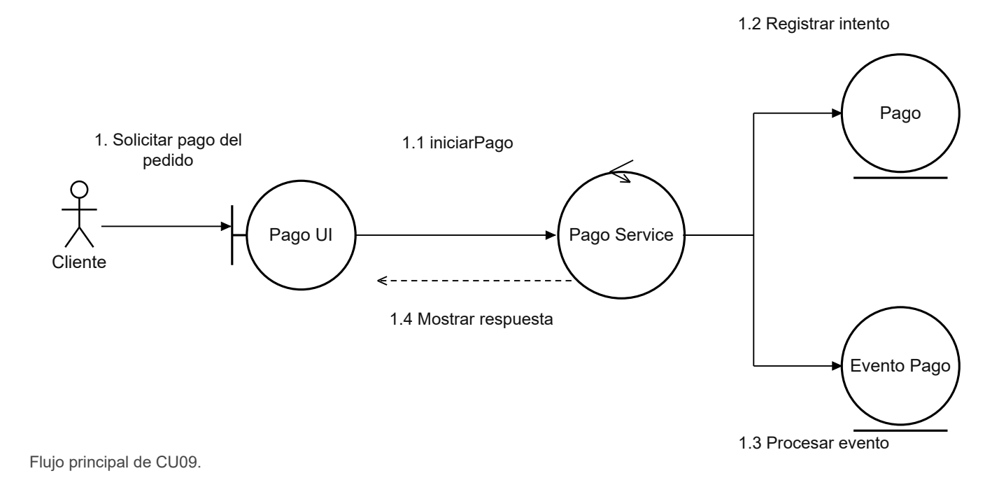 1.2 Registrar intento
Pago
1. Solicitar pago del
pedido
1.1 iniciarPago
Cliente
Pago UI
Pago Service
1.4 Mostrar respuesta
Evento Pago
1.3 Procesar evento
Flujo principal de CU09.